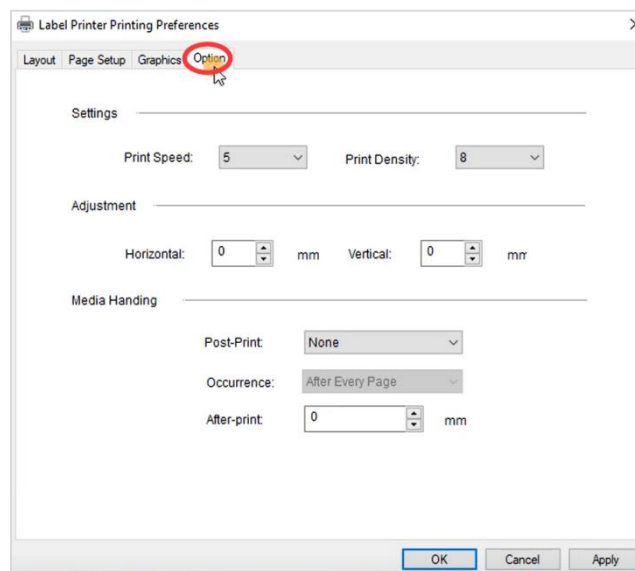 Label Printer Printing Preferences
Layout Page Setup Graphics Option
Settings
Print Speed: 5 Print Density: 8
Adjustment
Horizontal: 0 mm Vertical: 0 mm
Media Handing
Post-Print: None
Occurrence: After Every Page
After-print: 0 mm
OK Cancel Apply